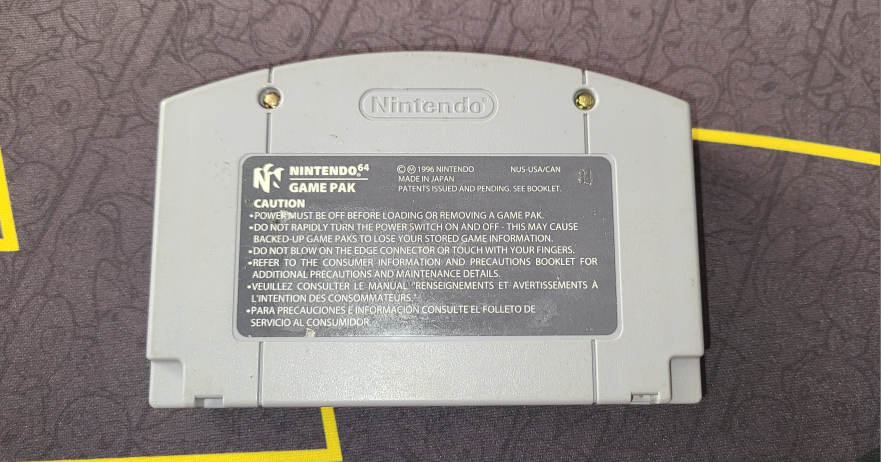 Nintendo®
NINTENDO 64®
GAME PAK
©Ⓜ 1996 NINTENDO
MADE IN JAPAN
NUS-USA/CAN
PATENTS ISSUED AND PENDING. SEE BOOKLET.
CAUTION
•POWER MUST BE OFF BEFORE LOADING OR REMOVING A GAME PAK.
•DO NOT RAPIDLY TURN THE POWER SWITCH ON AND OFF - THIS MAY CAUSE
BACKED-UP GAME PAKS TO LOSE YOUR STORED GAME INFORMATION.
•DO NOT BLOW ON THE EDGE CONNECTOR OR TOUCH WITH YOUR FINGERS.
•REFER TO THE CONSUMER INFORMATION AND PRECAUTIONS BOOKLET FOR
ADDITIONAL PRECAUTIONS AND MAINTENANCE DETAILS.
•VEUILLEZ CONSULTER LE MANUAL "RENSEIGNEMENTS ET AVERTISSEMENTS À
L'INTENTION DES CONSOMMATEURS."
•PARA PRECAUCIONES E INFORMACIÓN CONSULTE EL FOLLETO DE
SERVICIO AL CONSUMIDOR.